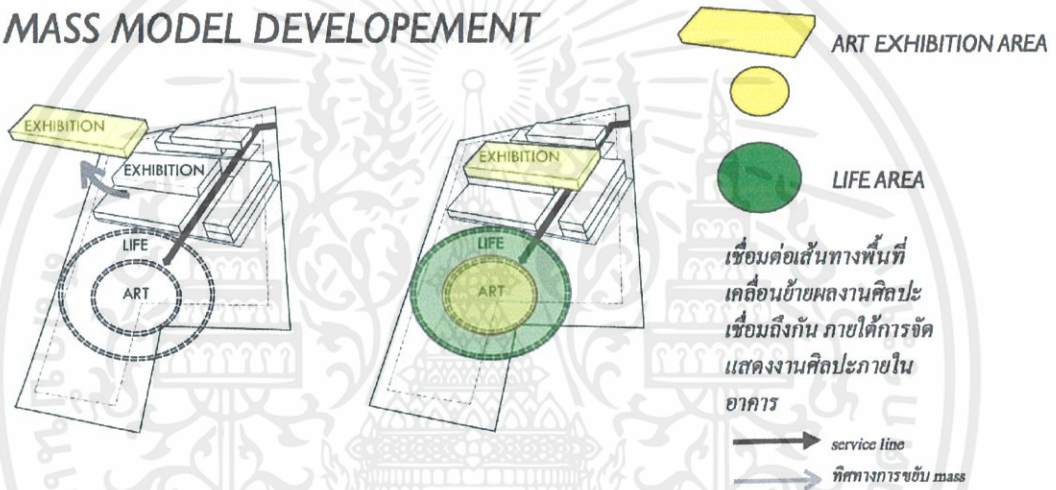 MASS MODEL DEVELOPEMENT
ART EXHIBITION AREA
EXHIBITION
EXHIBITION
LIFE
ART
EXHIBITION
LIFE
ART
LIFE AREA
เชื่อมต่อเส้นทางพื้นที่
เคลื่อนย้ายผลงานศิลปะ
เชื่อมถึงกัน ภายใต้การจัด
แสดงงานศิลปะภายใน
อาคาร
service line
ทิศทางการขยับ mass